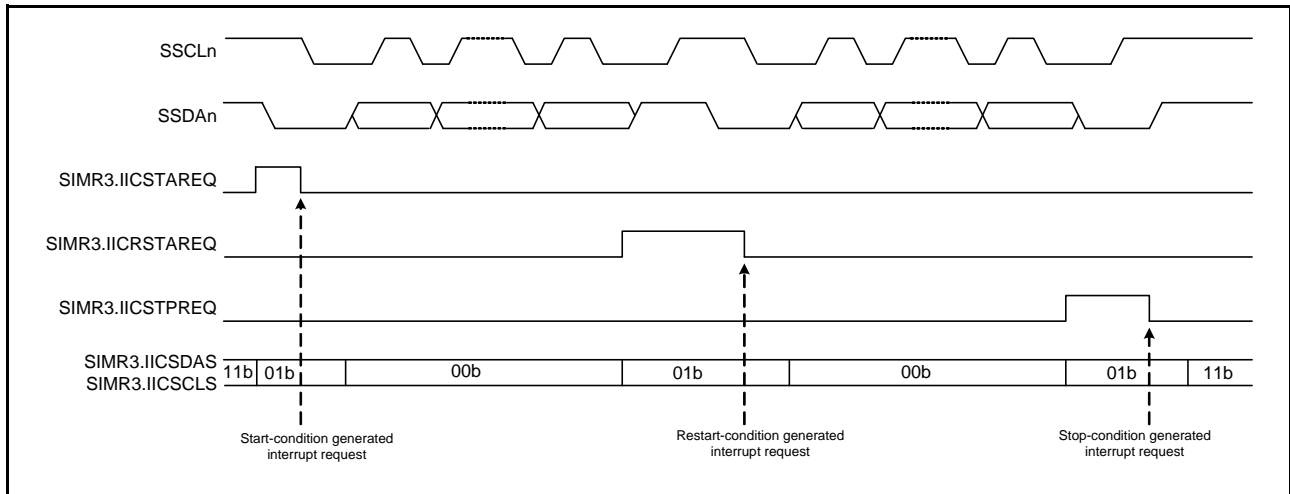 SSCLn
SSDAn
SIMR3.IICSTAREQ
SIMR3.IICRSTAREQ
SIMR3.IICSTPREQ
SIMR3.IICSDAS
SIMR3.IICSCLS
11b 01b 00b 01b 00b 01b 11b
Start-condition generated
interrupt request
Restart-condition generated
interrupt request
Stop-condition generated
interrupt request